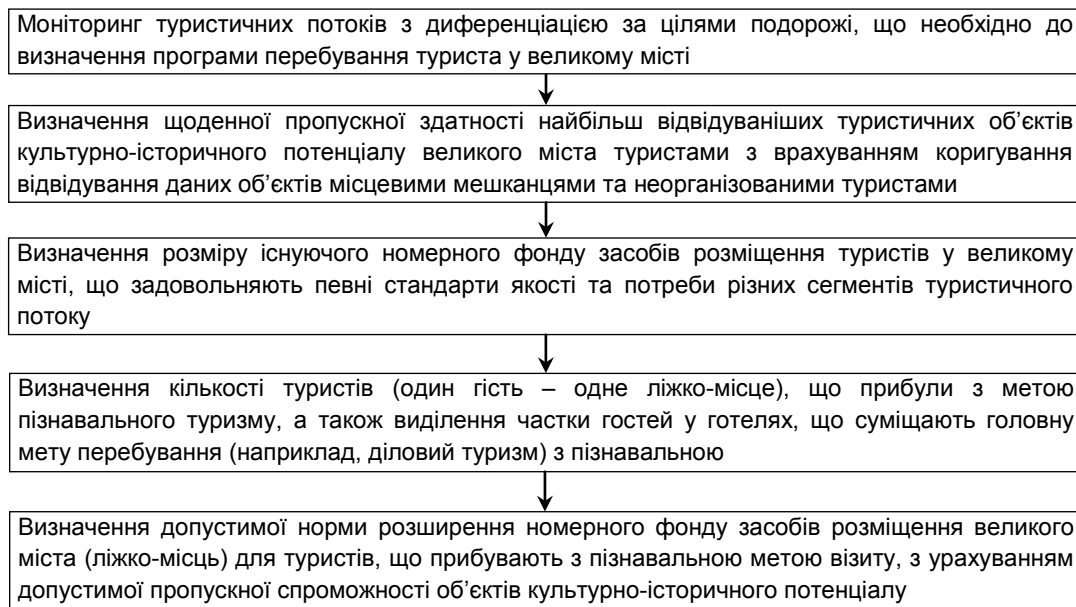 Моніторинг туристичних потоків з диференціацією за цілями подорожі, що необхідно до
визначення програми перебування туриста у великому місті
Визначення щоденної пропускної здатності найбільш відвідуваніших туристичних об’єктів
культурно-історичного потенціалу великого міста туристами з врахуванням коригування
відвідування даних об’єктів місцевими мешканцями та неорганізованими туристами
Визначення розміру існуючого номерного фонду засобів розміщення туристів у великому
місті, що задовольняють певні стандарти якості та потреби різних сегментів туристичного
потоку
Визначення кількості туристів (один гість – одне ліжко-місце), що прибули з метою
пізнавального туризму, а також виділення частки гостей у готелях, що суміщають головну
мету перебування (наприклад, діловий туризм) з пізнавальною
Визначення допустимої норми розширення номерного фонду засобів розміщення великого
міста (ліжко-місць) для туристів, що прибувають з пізнавальною метою візиту, з урахуванням
допустимої пропускної спроможності об’єктів культурно-історичного потенціалу